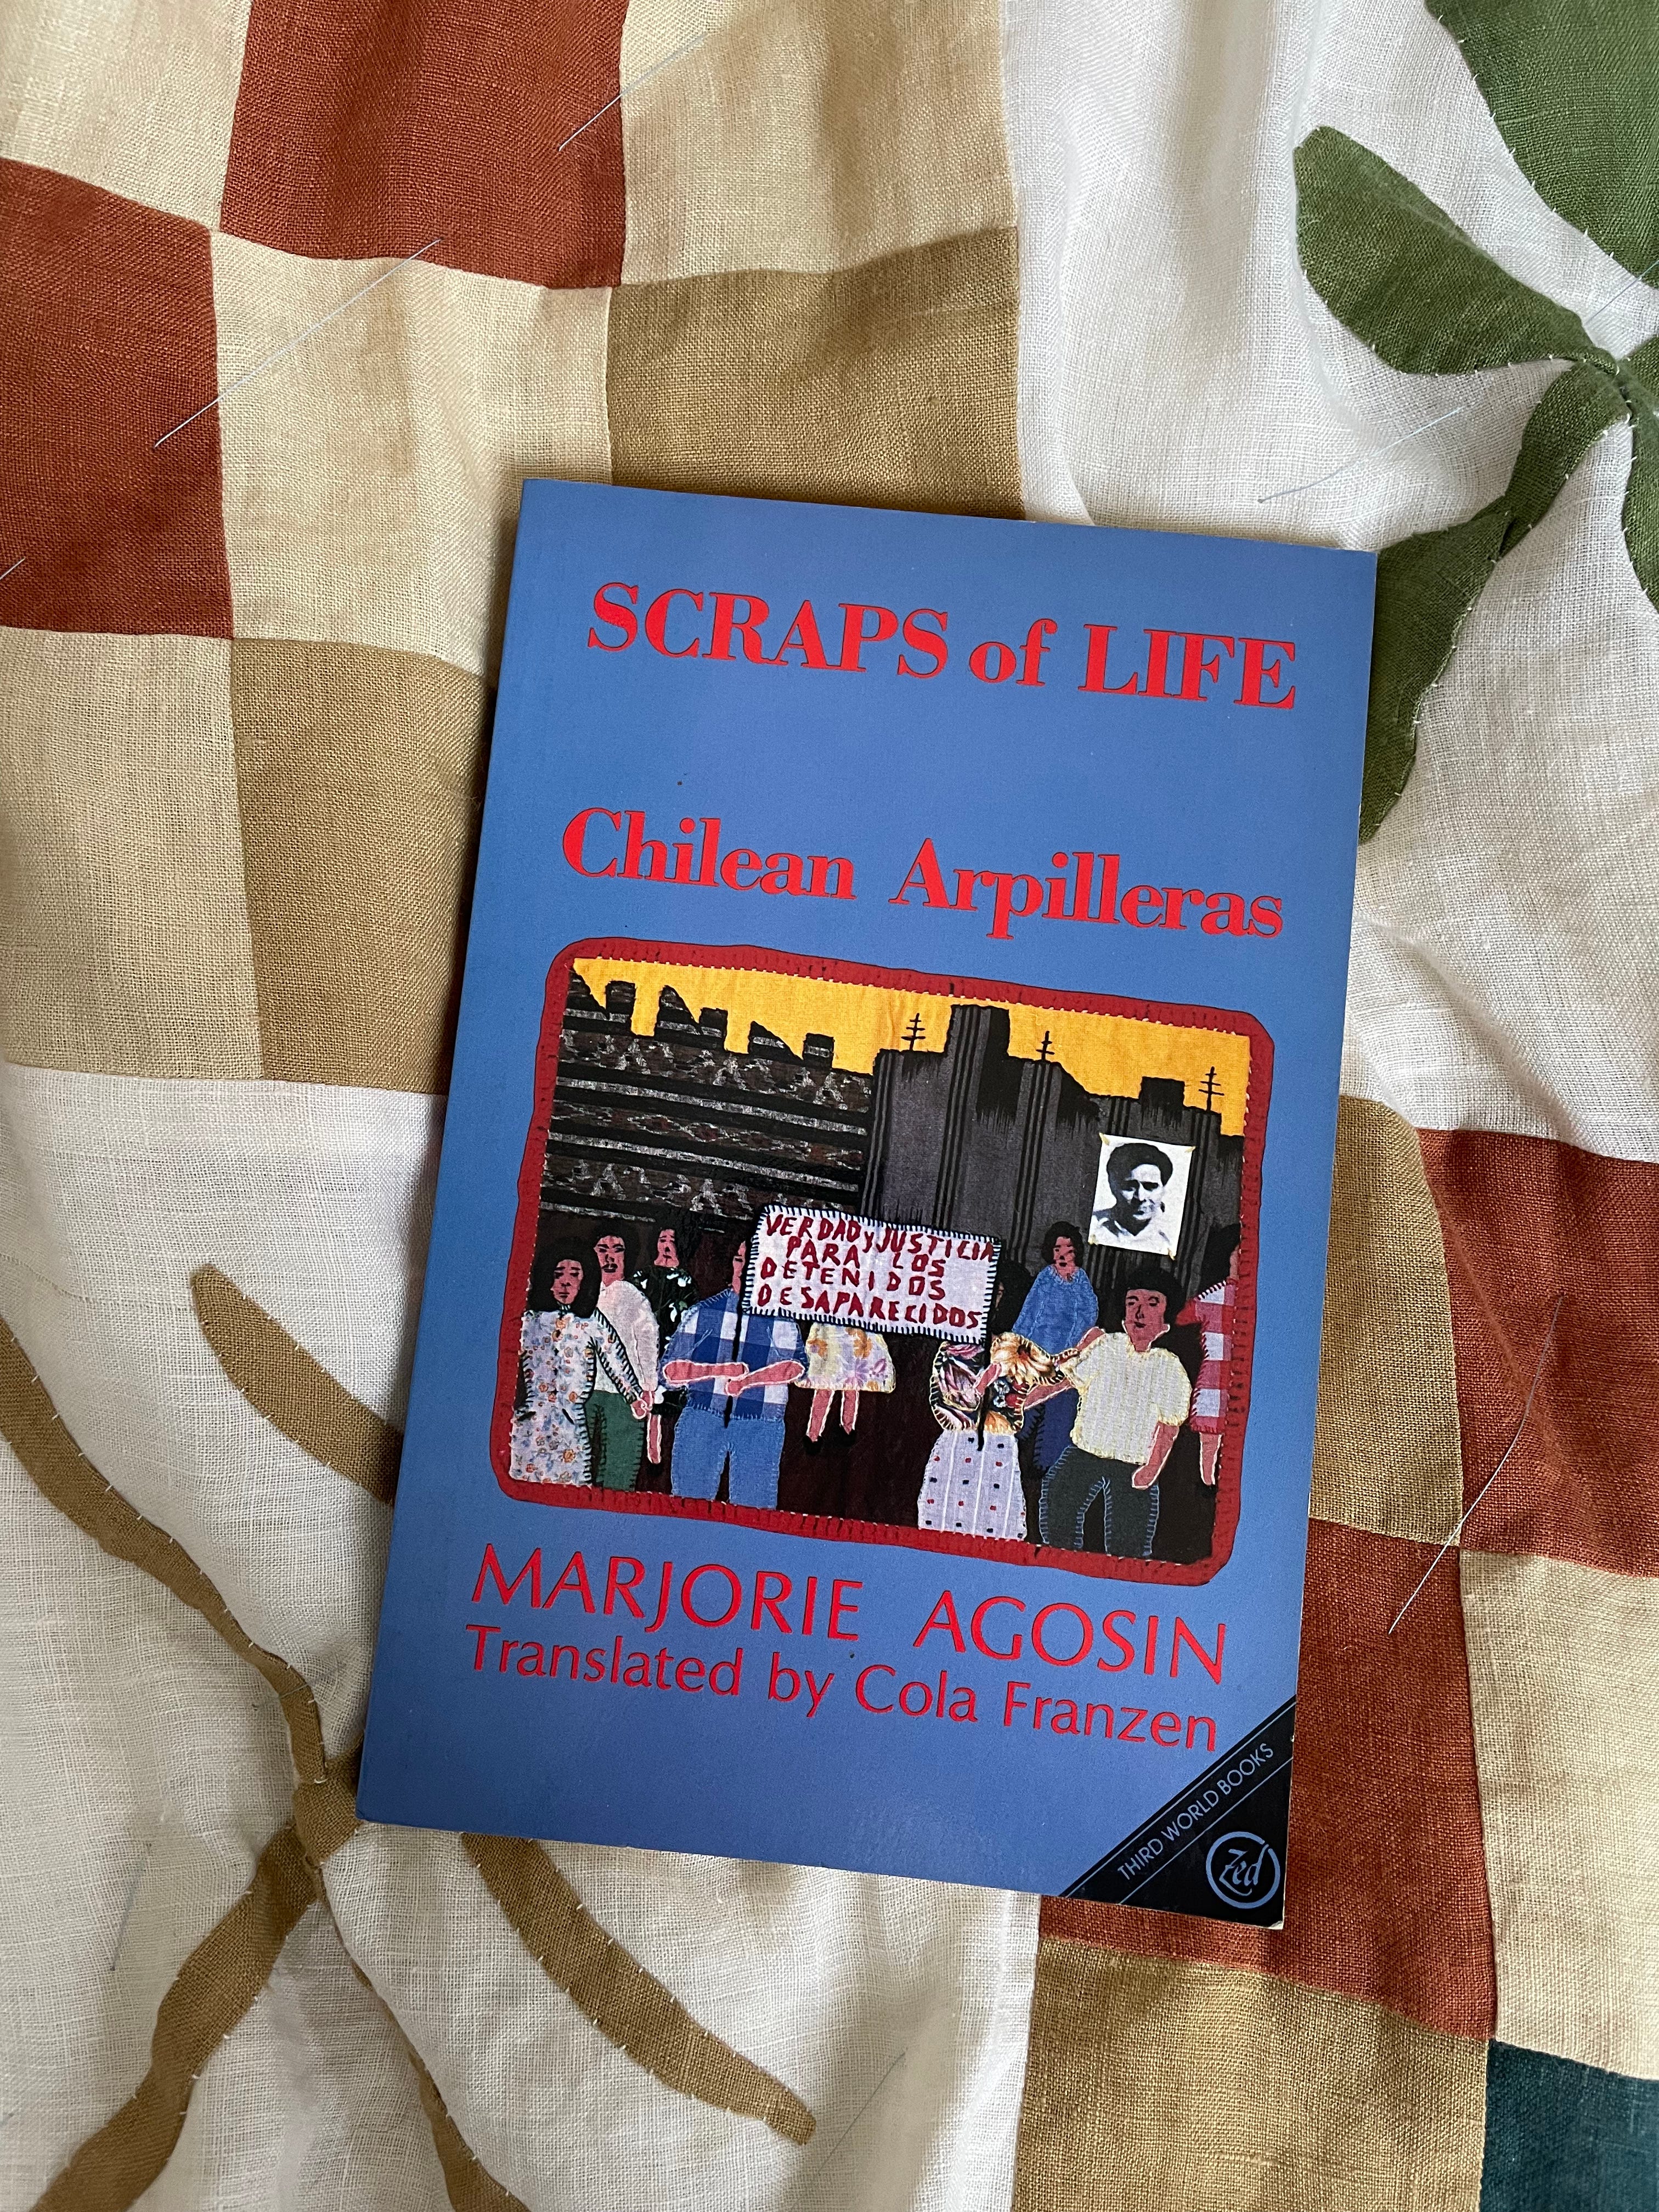 SCRAPS of LIFE
Chilean Arpilleras
VERDAD y JUSTICIA
PARA LOS
DETENIDOS
DESAPARECIDOS
MARJORIE AGOSIN
Translated by Cola Franzen
THIRD WORLD BOOKS
Zed